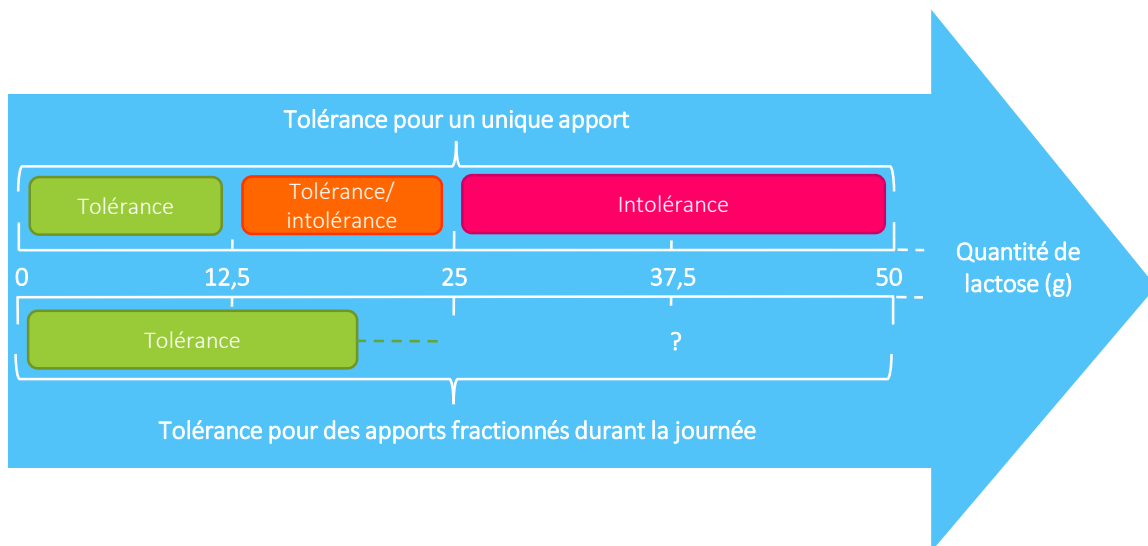 Tolérance pour un unique apport
Tolérance
Tolérance/
intolérance
Intolérance
0 12,5 25 37,5 50
Quantité de
lactose (g)
Tolérance
?
Tolérance pour des apports fractionnés durant la journée